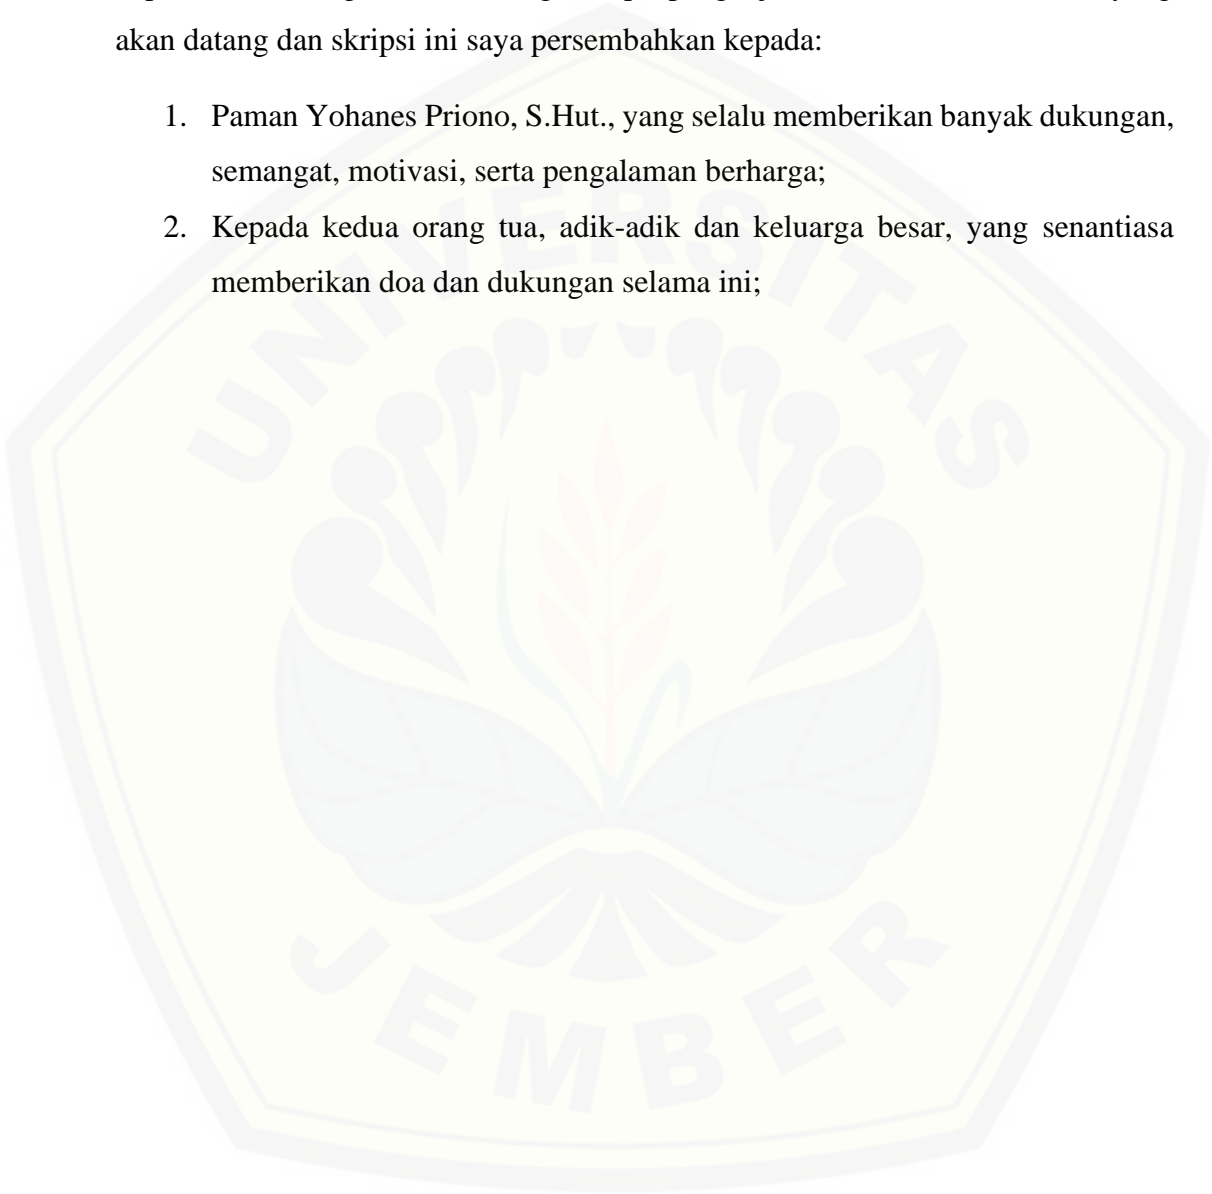 akan datang dan skripsi ini saya persembahkan kepada:
1. Paman Yohanes Priono, S.Hut., yang selalu memberikan banyak dukungan,
semangat, motivasi, serta pengalaman berharga;
2. Kepada kedua orang tua, adik-adik dan keluarga besar, yang senantiasa
memberikan doa dan dukungan selama ini;
UNIVERSITAS
JEMBER